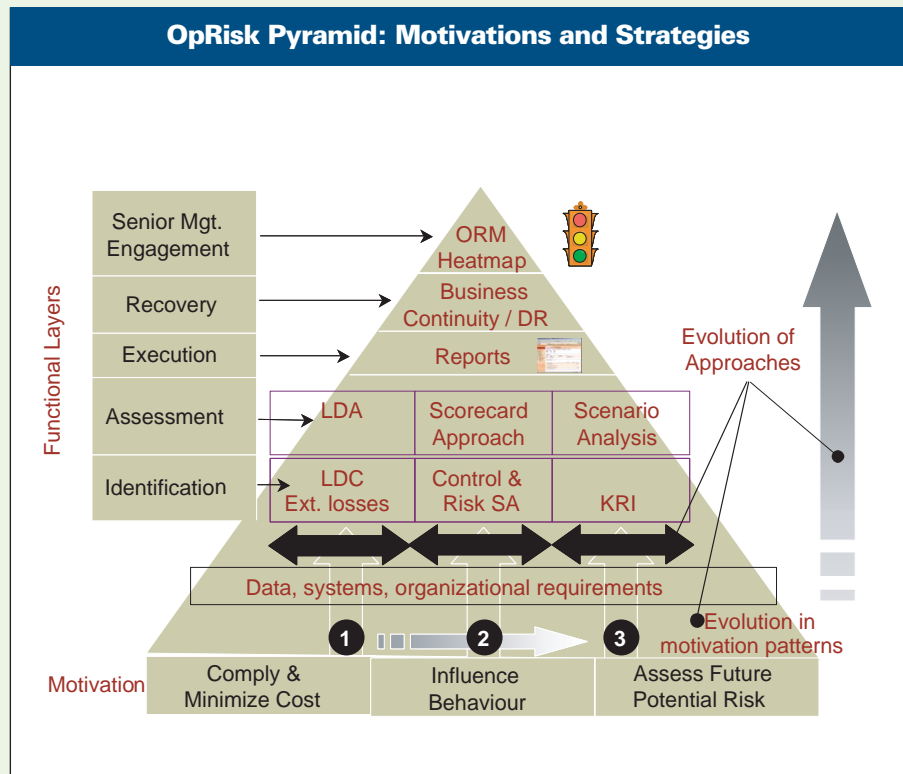 OpRisk Pyramid: Motivations and Strategies
Functional Layers
Senior Mgt.
Engagement
Recovery
Execution
Assessment
Identification
ORM
Heatmap
Business
Continuity / DR
Reports
LDA
Scorecard
Approach
Scenario
Analysis
LDC
Ext. losses
Control &
Risk SA
KRI
Evolution of
Approaches
Data, systems, organizational requirements
1
2
3
Evolution in
motivation patterns
Motivation
Comply &
Minimize Cost
Influence
Behaviour
Assess Future
Potential Risk